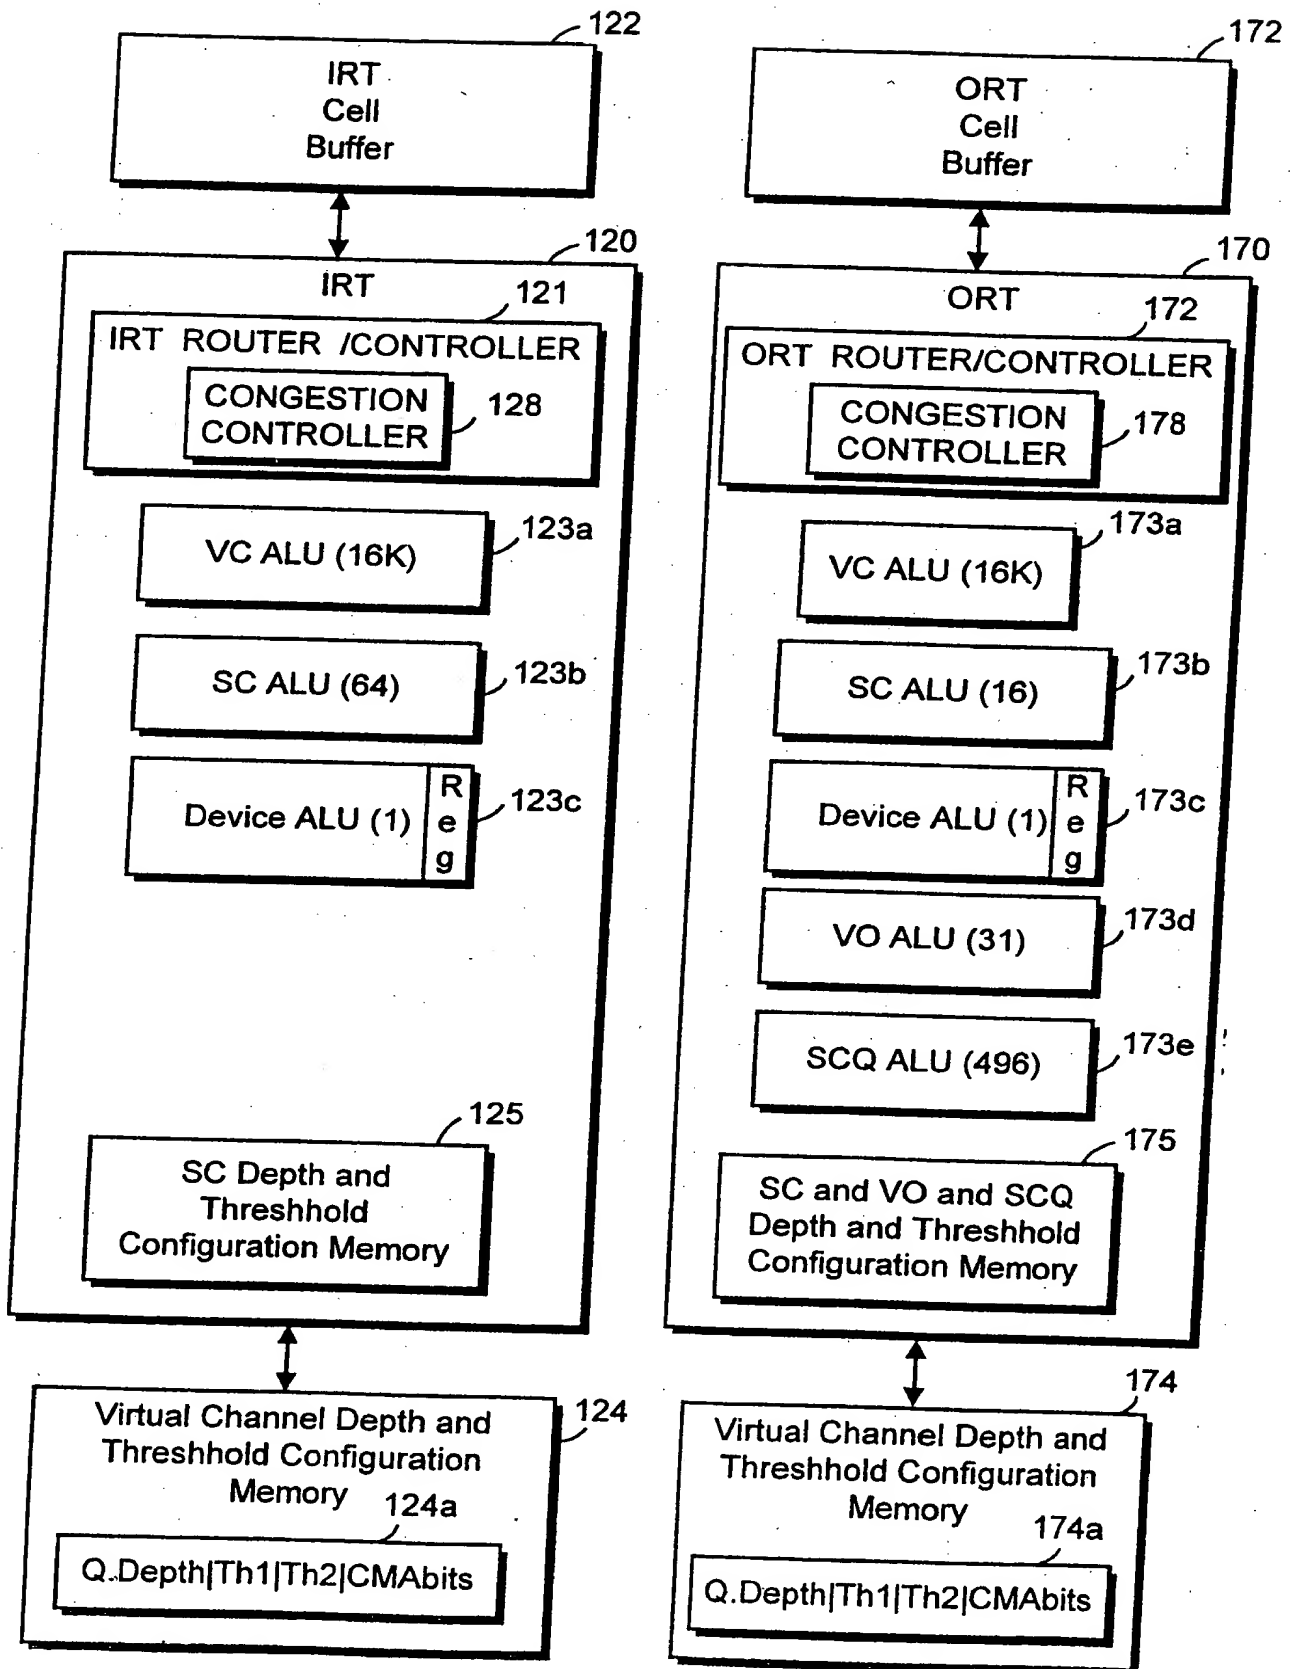 122
IRT
Cell
Buffer
120
IRT
121
IRT ROUTER /CONTROLLER
CONGESTION
CONTROLLER
128
VC ALU (16K)
123a
SC ALU (64)
123b
Device ALU (1)
R
e
g
123c
125
SC Depth and
Threshhold
Configuration Memory
Virtual Channel Depth and
Threshhold Configuration
Memory
124
124a
Q.Depth|Th1|Th2|CMAbits
172
ORT
Cell
Buffer
170
ORT
172
ORT ROUTER/CONTROLLER
CONGESTION
CONTROLLER
178
173a
VC ALU (16K)
SC ALU (16)
173b
Device ALU (1)
R
e
g
173c
VO ALU (31)
173d
SCQ ALU (496)
173e
175
SC and VO and SCQ
Depth and Threshhold
Configuration Memory
174
Virtual Channel Depth and
Threshhold Configuration
Memory
174a
Q.Depth|Th1|Th2|CMAbits